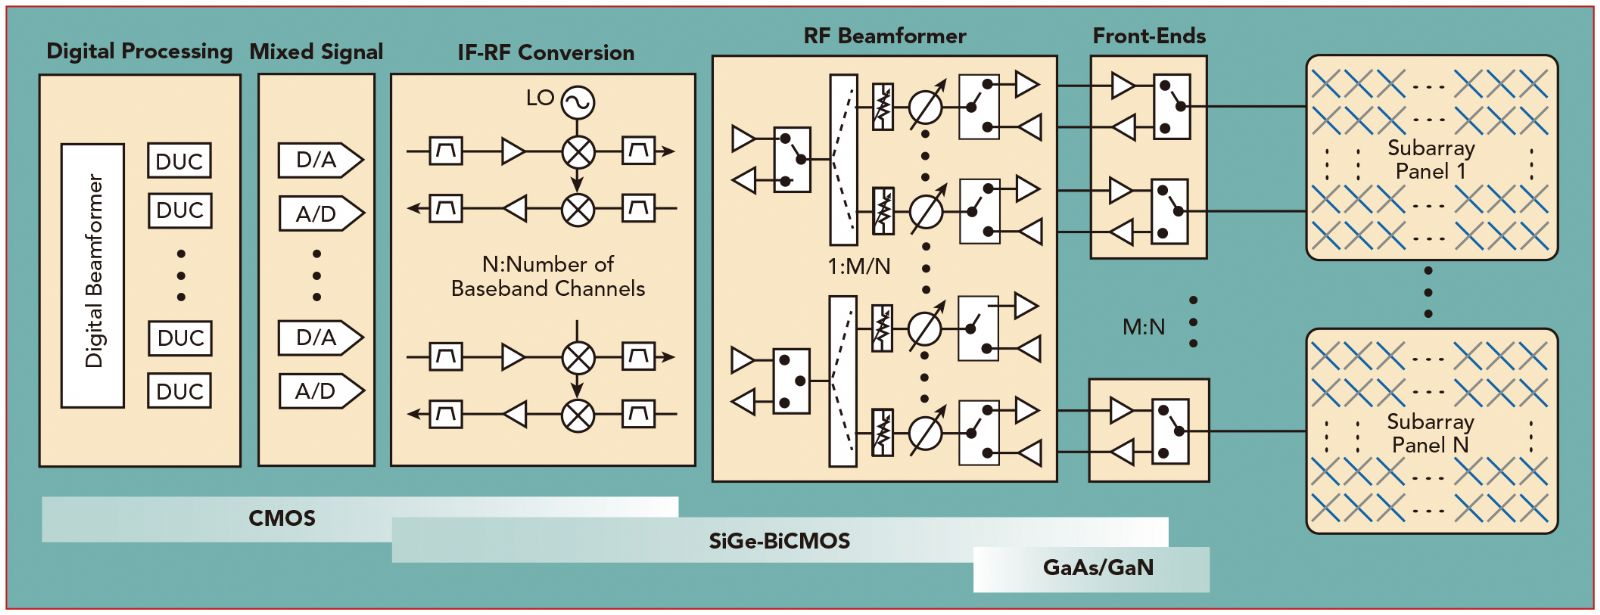 Digital Processing
Mixed Signal
IF-RF Conversion
RF Beamformer
Front-Ends
Digital Beamformer
DUC
DUC
DUC
DUC
D/A
A/D
D/A
A/D
LO
N:Number of
Baseband Channels
1:M/N
M:N
Subarray
Panel 1
Subarray
Panel N
CMOS
SiGe-BiCMOS
GaAs/GaN